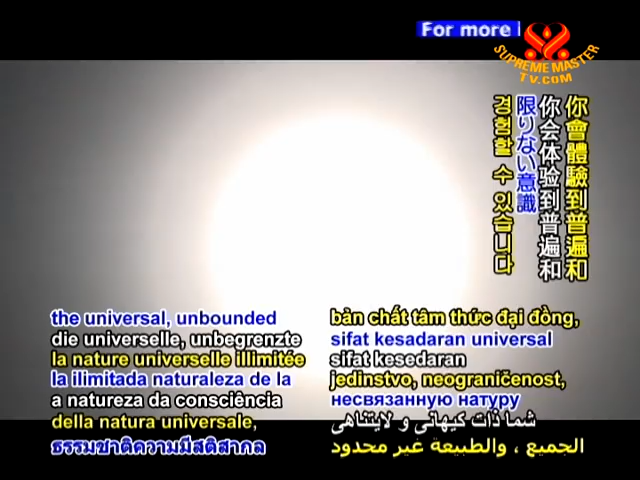 For more
SUPREME MASTER
TV.COM
你會體驗到普遍和
你会体验到普遍和
限りない意識
경험할 수 있습니다
the universal, unbounded
die universelle, unbegrenzte
la nature universelle illimitée
la ilimitada naturaleza de la
a natureza da consciência
della natura universale,
ธรรมชาติความมีสติสากล
bản chất tâm thức đại đồng,
sifat kesadaran universal
sifat kesedaran
jedinstvo, neograničenost,
несвязанную натуру
شما ذات کیهانی و لایتناهی
الجميع ، والطبيعة غير محدود